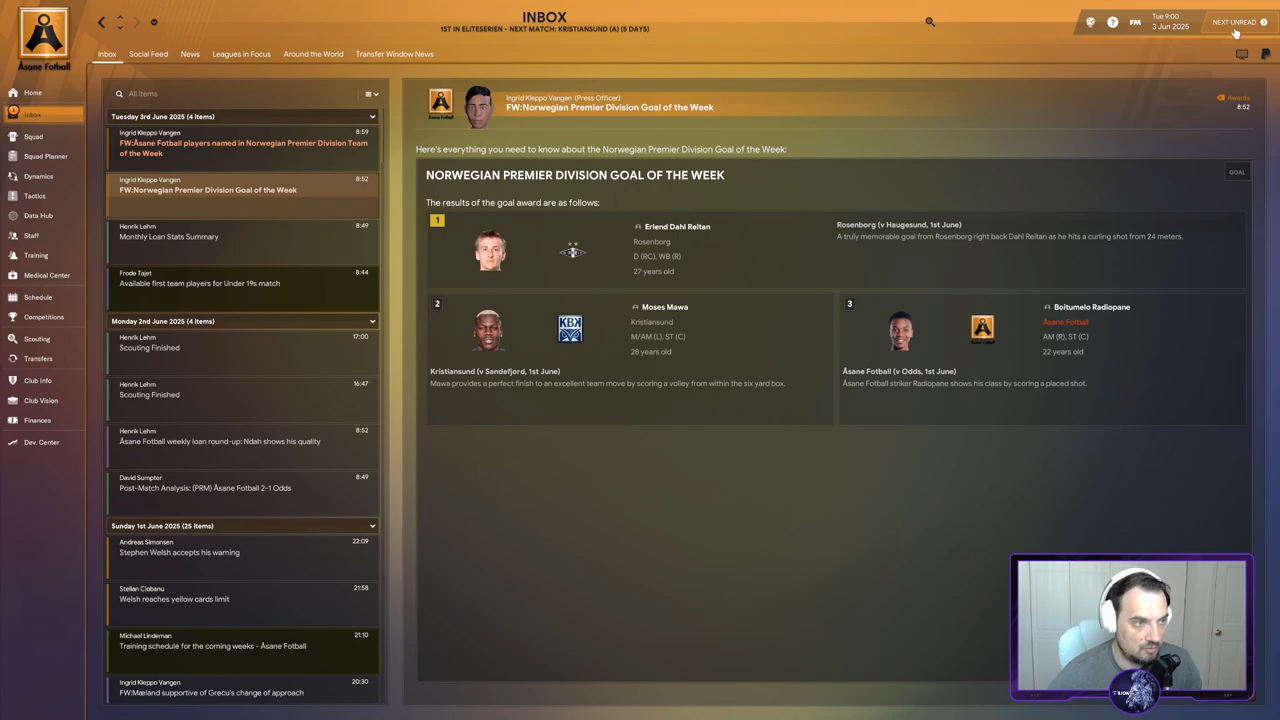 INBOX
1ST IN ELITESERIEN - NEXT MATCH: KRISTIANSUND (A) (5 DAYS)
FM
Tue 9:00
3 Jun 2025
NEXT UNREAD
Åsane Fotball
Inbox
Social Feed
News
Leagues in Focus
Around the World
Transfer Window News
Home
Inbox
Squad
Squad Planner
Dynamics
Tactics
Data Hub
Staff
Training
Medical Center
Schedule
Competitions
Scouting
Transfers
Club Info
Club Vision
Finances
Dev. Center
All Items
Tuesday 3rd June 2025 (4 items)
Ingrid Kleppo Vangen 8:59
FW:Åsane Fotball players named in Norwegian Premier Division Team
of the Week
Ingrid Kleppo Vangen 8:52
FW:Norwegian Premier Division Goal of the Week
Henrik Lehm 8:49
Monthly Loan Stats Summary
Frode Tajet 8:44
Available first team players for Under 19s match
Monday 2nd June 2025 (4 items)
Henrik Lehm 17:00
Scouting Finished
Henrik Lehm 16:47
Scouting Finished
Henrik Lehm 8:52
Åsane Fotball weekly loan round-up: Ndah shows his quality
David Sumpter 8:49
Post-Match Analysis: (PRM) Åsane Fotball 2-1 Odds
Sunday 1st June 2025 (25 items)
Andreas Simonsen 22:09
Stephen Welsh accepts his warning
Stelian Ciobanu 21:58
Welsh reaches yellow cards limit
Michael Lindeman 21:10
Training schedule for the coming weeks - Åsane Fotball
Ingrid Kleppo Vangen 20:30
FW:Mæland supportive of Grecu's change of approach
Ingrid Kleppo Vangen (Press Officer)
FW:Norwegian Premier Division Goal of the Week
Awards
8:52
Here's everything you need to know about the Norwegian Premier Division Goal of the Week:
NORWEGIAN PREMIER DIVISION GOAL OF THE WEEK
GOAL
The results of the goal award are as follows:
1
Erlend Dahl Reitan
Rosenborg
D (RC), WB (R)
27 years old
Rosenborg (v Haugesund, 1st June)
A truly memorable goal from Rosenborg right back Dahl Reitan as he hits a curling shot from 24 meters.
2
KBK
Moses Mawa
Kristiansund
M/AM (L), ST (C)
28 years old
Kristiansund (v Sandefjord, 1st June)
Mawa provides a perfect finish to an excellent team move by scoring a volley from within the six yard box.
3
Boitumelo Radiopane
Åsane Fotball
AM (R), ST (C)
22 years old
Åsane Fotball (v Odds, 1st June)
Åsane Fotball striker Radiopane shows his class by scoring a placed shot.